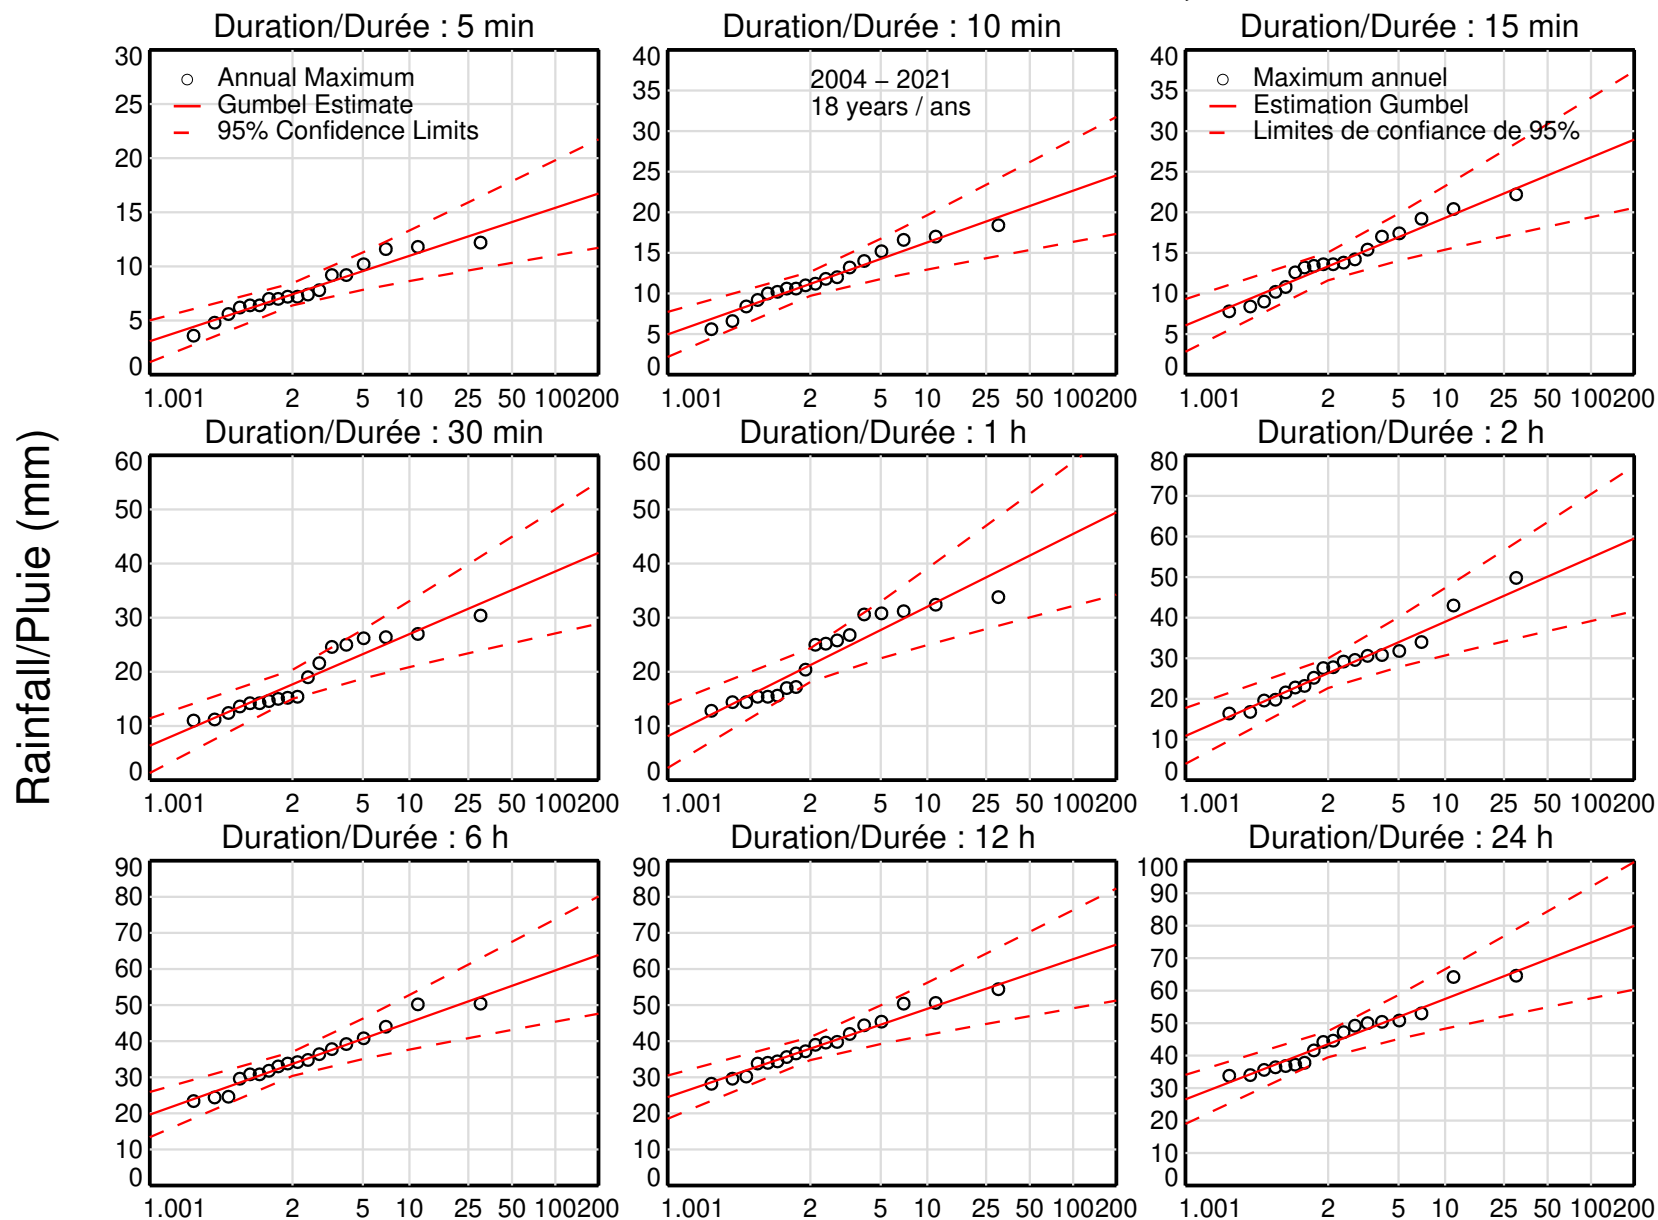 Duration/Durée : 5 min
Duration/Durée : 10 min
Duration/Durée : 15 min
30
25
20
15
10
5
0
○ Annual Maximum
Gumbel Estimate
95% Confidence Limits
1.001 2 5 10 25 50 100200
40
35
30
25
20
15
10
5
0
2004 – 2021
18 years / ans
1.001 2 5 10 25 50 100200
40
35
30
25
20
15
10
5
0
○ Maximum annuel
Estimation Gumbel
Limites de confiance de 95%
1.001 2 5 10 25 50 100200
Rainfall/Pluie (mm)
Duration/Durée : 30 min
Duration/Durée : 1 h
Duration/Durée : 2 h
60
50
40
30
20
10
0
1.001 2 5 10 25 50 100200
60
50
40
30
20
10
0
1.001 2 5 10 25 50 100200
80
70
60
50
40
30
20
10
0
1.001 2 5 10 25 50 100200
Duration/Durée : 6 h
Duration/Durée : 12 h
Duration/Durée : 24 h
90
80
70
60
50
40
30
20
10
0
1.001 2 5 10 25 50 100200
90
80
70
60
50
40
30
20
10
0
1.001 2 5 10 25 50 100200
100
90
80
70
60
50
40
30
20
10
0
1.001 2 5 10 25 50 100200